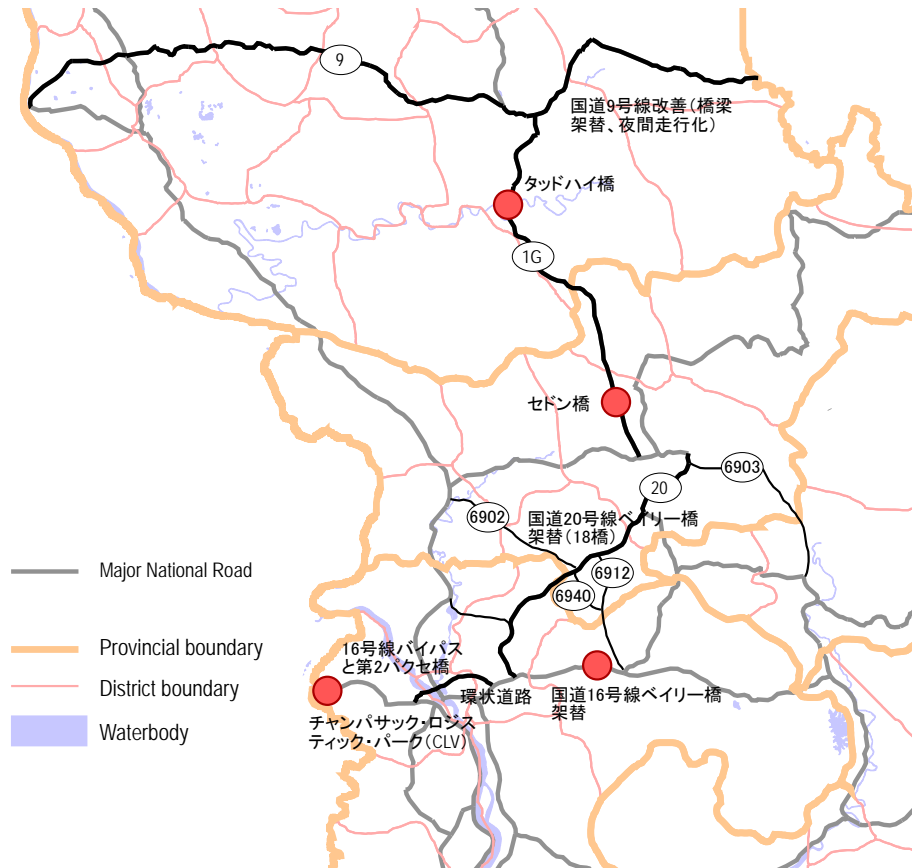 9
国道9号線改善(橋梁
架替、夜間走行化)
タッドハイ橋
1G
セドン橋
6903
20
6902
国道20号線ベイリー橋
架替(18橋)
6912
6940
Major National Road
Provincial boundary
District boundary
Waterbody
16号線バイパス
と第2パクセ橋
環状道路
国道16号線ベイリー橋
架替
チャンパサック・ロジス
ティック・パーク(CLV)